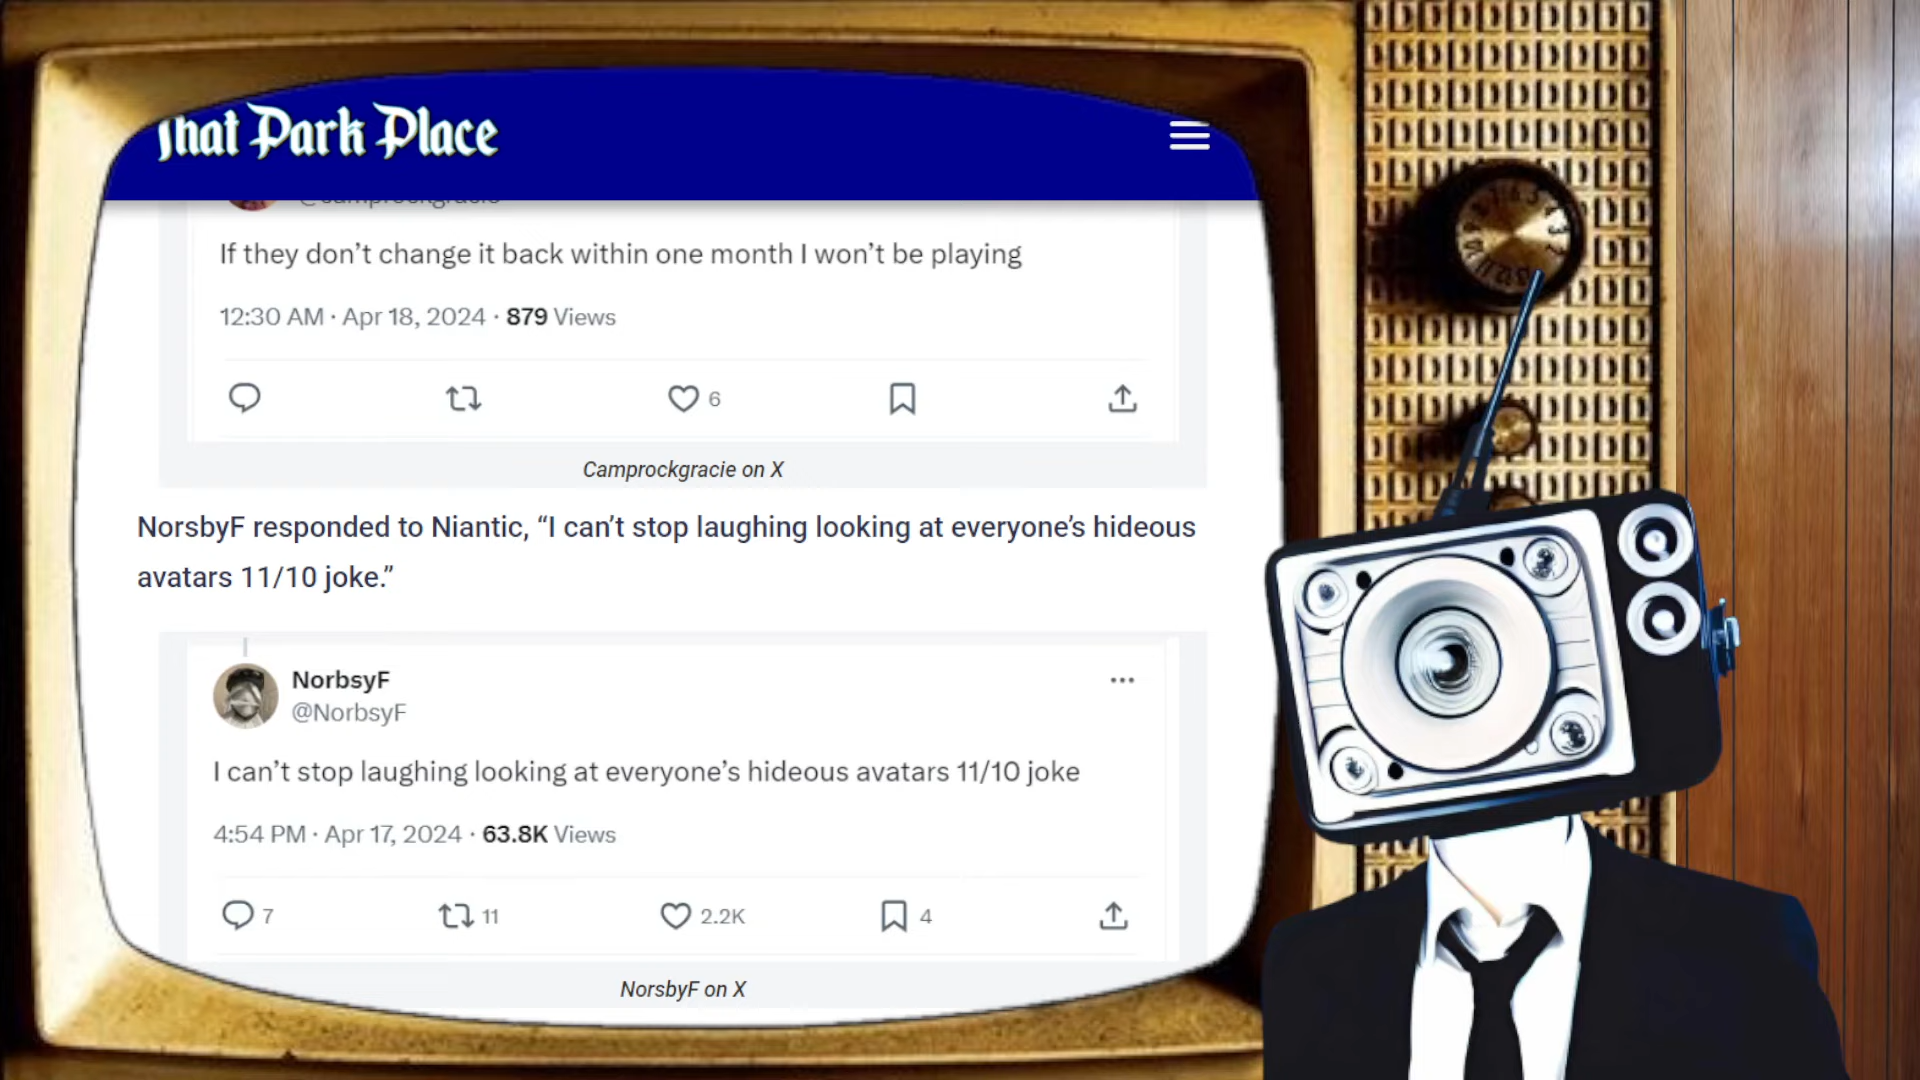 That Park Place
@camprockgracie
If they don’t change it back within one month I won’t be playing
12:30 AM · Apr 18, 2024 · 879 Views
6
Camprockgracie on X
NorsbyF responded to Niantic, “I can’t stop laughing looking at everyone’s hideous
avatars 11/10 joke.”
NorbsyF
@NorbsyF
I can’t stop laughing looking at everyone’s hideous avatars 11/10 joke
4:54 PM · Apr 17, 2024 · 63.8K Views
7 11 2.2K 4
NorsbyF on X